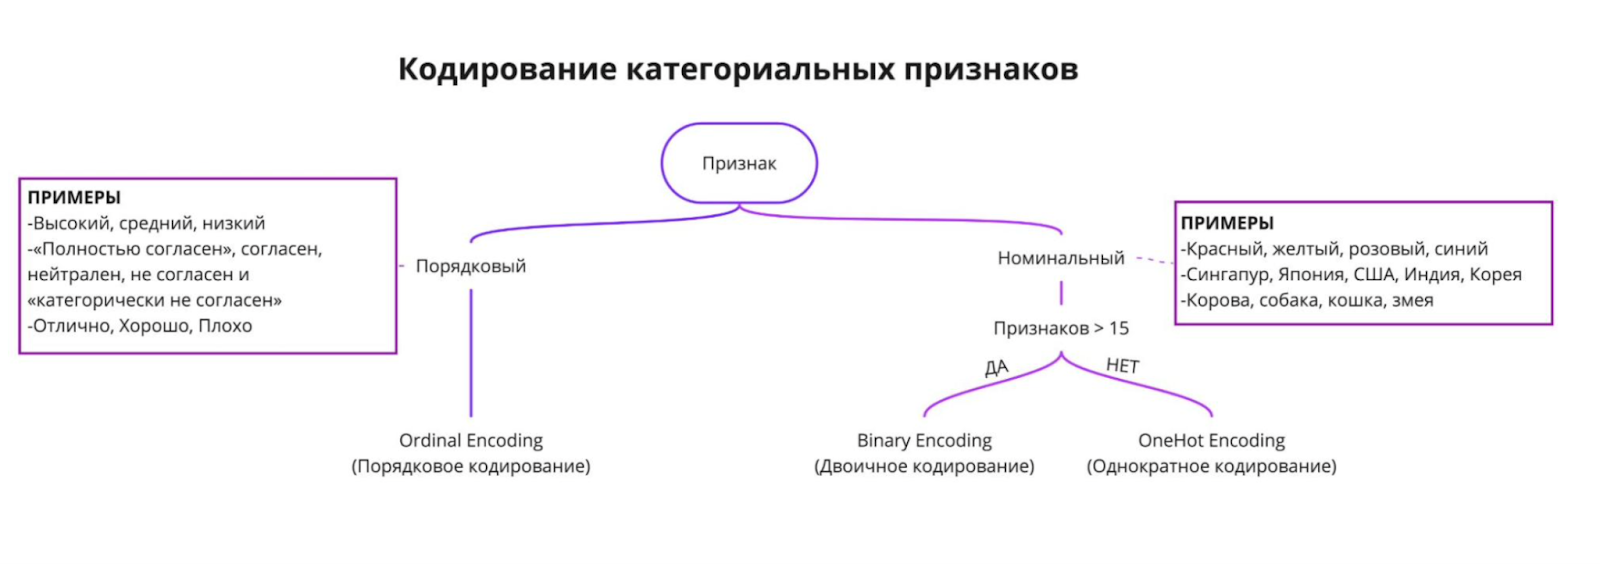 Кодирование категориальных признаков
Признак
ПРИМЕРЫ
-Высокий, средний, низкий
-«Полностью согласен», согласен,
нейтрален, не согласен и
«категорически не согласен»
-Отлично, Хорошо, Плохо
Порядковый
Номинальный
ПРИМЕРЫ
-Красный, желтый, розовый, синий
-Сингапур, Япония, США, Индия, Корея
-Корова, собака, кошка, змея
Признаков > 15
ДА
НЕТ
Ordinal Encoding
(Порядковое кодирование)
Binary Encoding
(Двоичное кодирование)
OneHot Encoding
(Однократное кодирование)